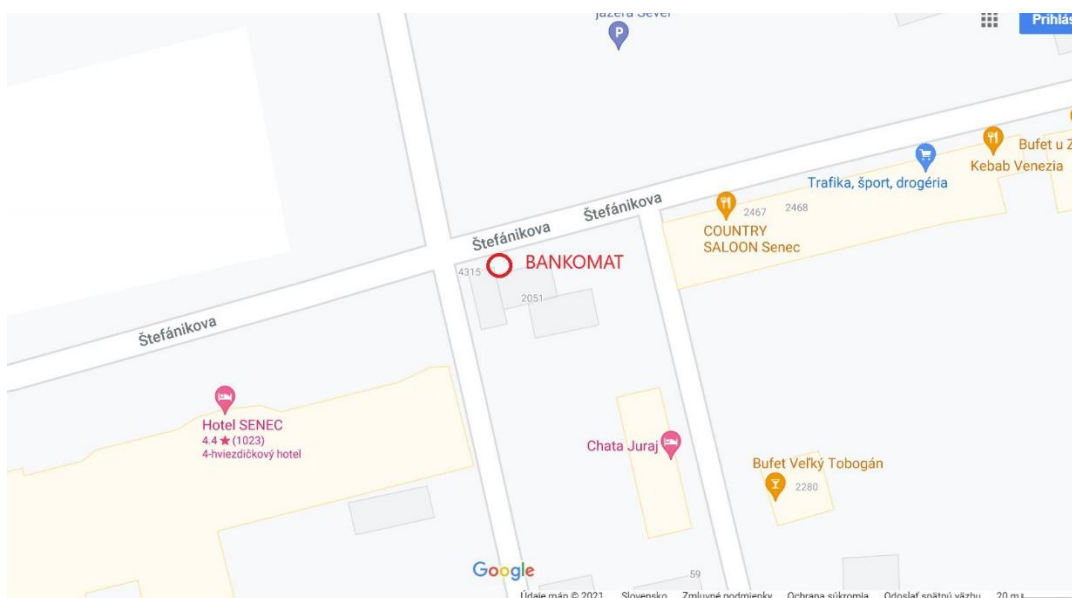 jazera Sever
P
Prihlás
Bufet u Z
Kebab Venezia
Trafika, šport, drogéria
Štefánikova
2467
2468
COUNTRY
SALOON Senec
Štefánikova
BANKOMAT
4315
2051
Štefánikova
Hotel SENEC
4.4★(1023)
4-hviezdičkový hotel
Chata Juraj
Bufet Veľký Tobogán
2280
Google
59
Údaje máp © 2021 Slovensko Zmluvné podmienky Ochrana súkromia Odoslať spätnú väzbu 20 m